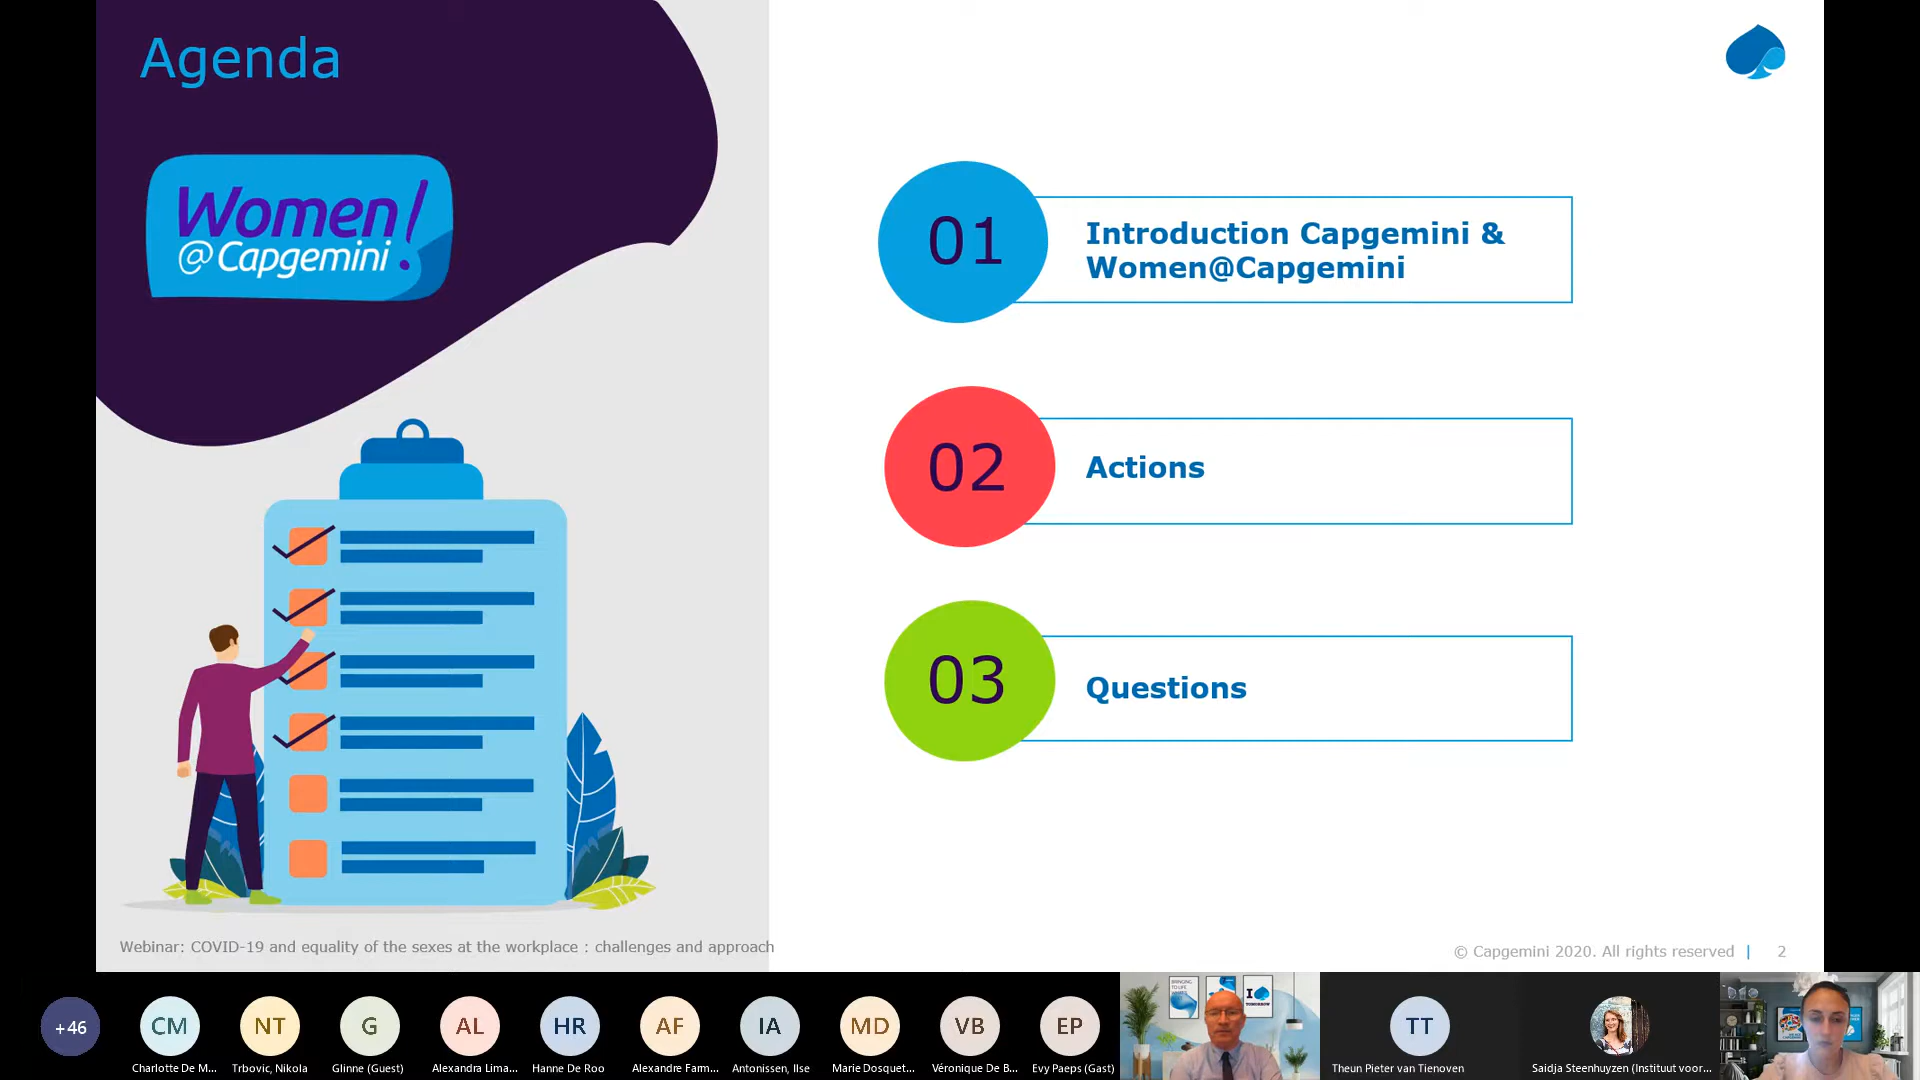 Agenda
Women!
@Capgemini
01
Introduction Capgemini &
Women@Capgemini
02
Actions
03
Questions
Webinar: COVID-19 and equality of the sexes at the workplace : challenges and approach
© Capgemini 2020. All rights reserved | 2
+46
CM
NT
G
AL
HR
AF
IA
MD
VB
EP
TT
Charlotte De M...
Trbovic, Nikola
Glinne (Guest)
Alexandra Lima...
Hanne De Roo
Alexandre Farm...
Antonissen, Ilse
Marie Dosquet...
Véronique De B...
Evy Paeps (Gast)
Theun Pieter van Tienoven
Saidja Steenhuyzen (Instituut voor...